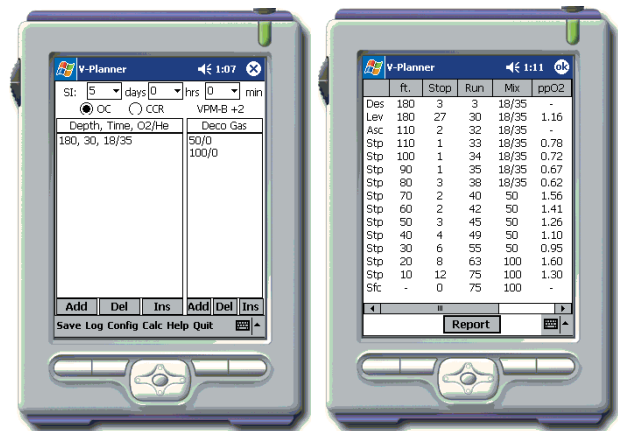 V-Planner 1:07
SI: 5 days 0 hrs 0 min
OC CCR VPM-B +2
Depth, Time, O2/He Deco Gas
180, 30, 18/35 50/0
100/0
Add Del Ins Add Del Ins
Save Log Config Calc Help Quit
V-Planner 1:11 ok
ft. Stop Run Mix ppO2
Des 180 3 3 18/35 -
Lev 180 27 30 18/35 1.16
Asc 110 2 32 18/35 -
Stp 110 1 33 18/35 0.78
Stp 100 1 34 18/35 0.72
Stp 90 1 35 18/35 0.67
Stp 80 3 38 18/35 0.62
Stp 70 2 40 50 1.56
Stp 60 2 42 50 1.41
Stp 50 3 45 50 1.26
Stp 40 4 49 50 1.10
Stp 30 6 55 50 0.95
Stp 20 8 63 100 1.60
Stp 10 12 75 100 1.30
Sfc - 0 75 100 -
Report